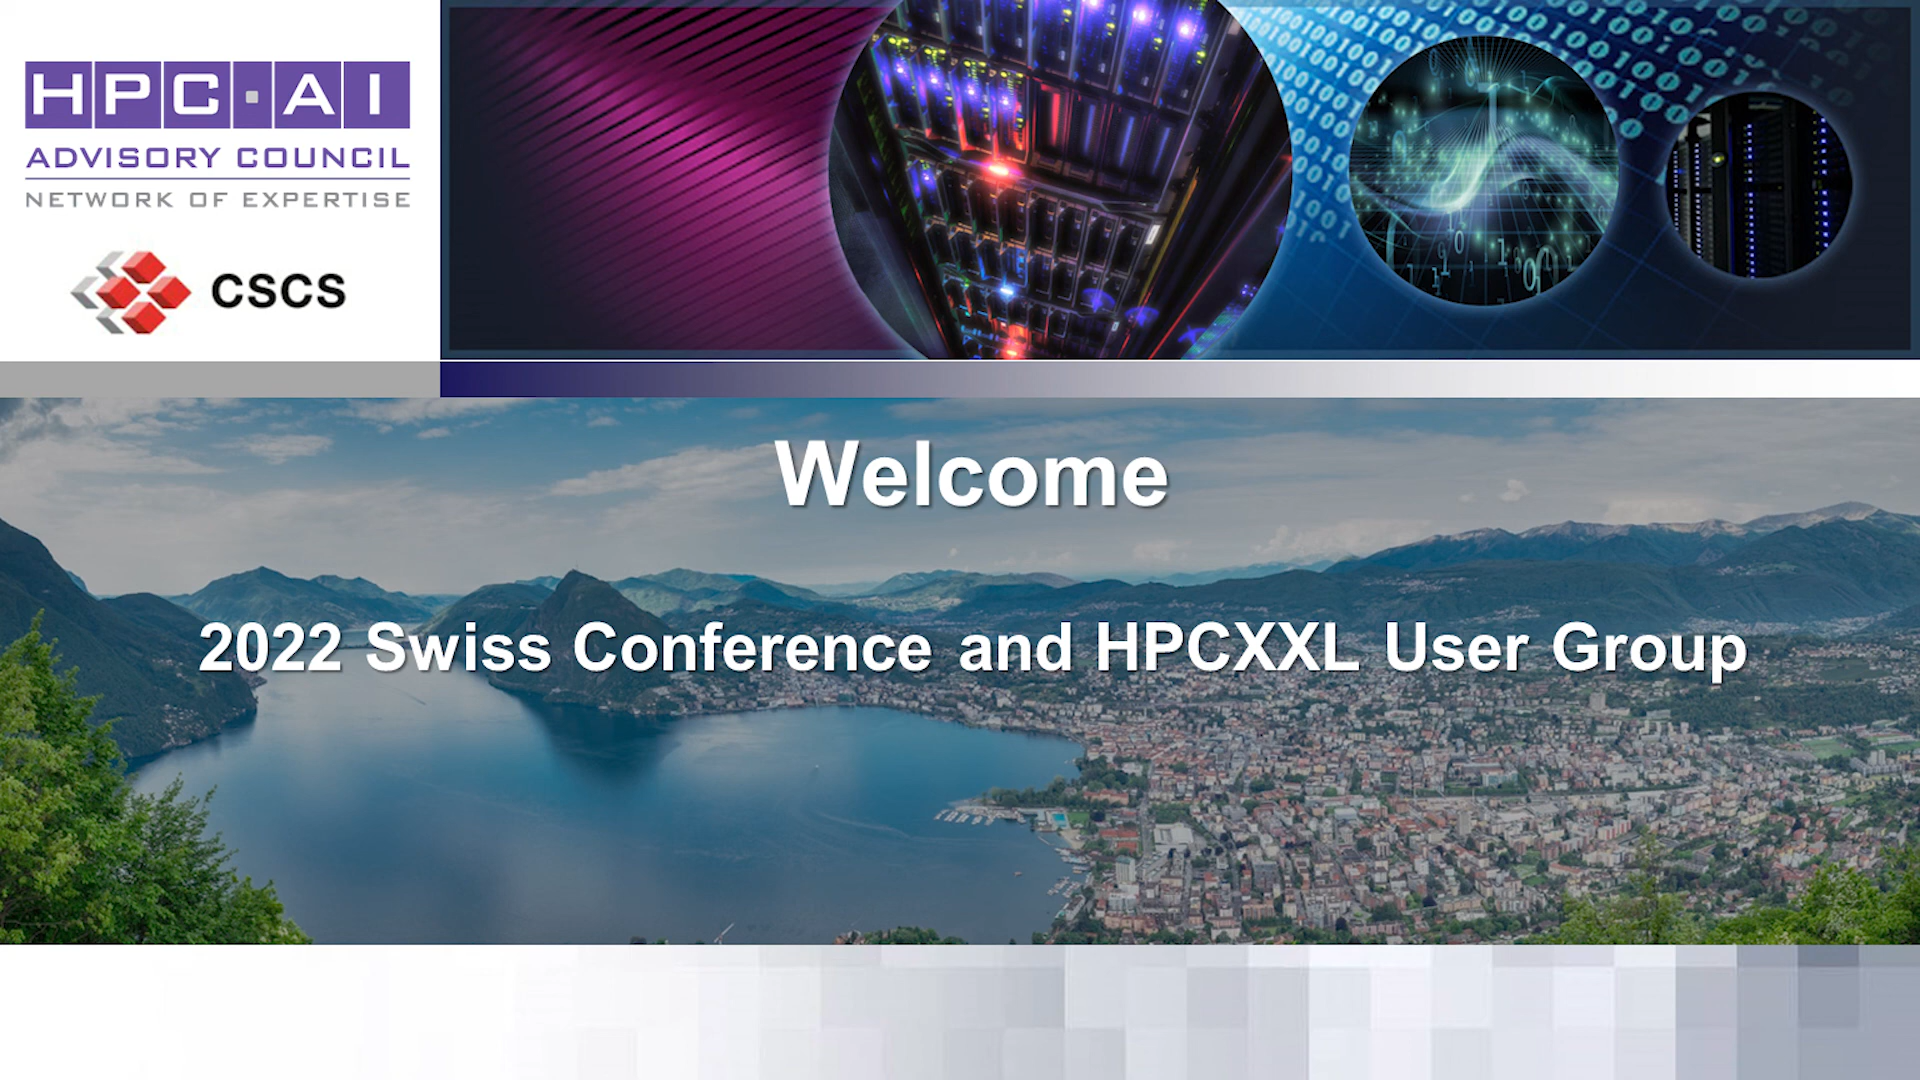 HPC·AI
ADVISORY COUNCIL
NETWORK OF EXPERTISE
CSCS
Welcome
2022 Swiss Conference and HPCXXL User Group